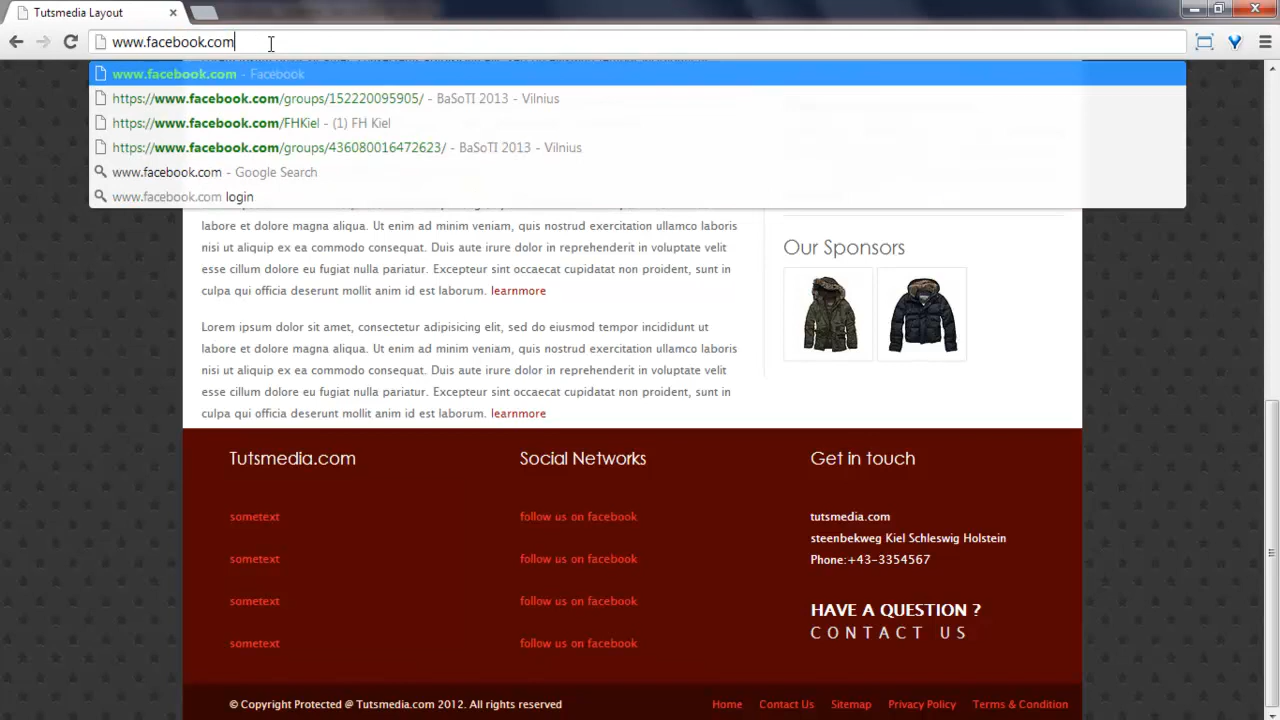 Tutsmedia Layout
www.facebook.com
www.facebook.com - Facebook
https://www.facebook.com/groups/152220095905/ - BaSoTI 2013 - Vilnius
https://www.facebook.com/FHKiel - (1) FH Kiel
https://www.facebook.com/groups/436080016472623/ - BaSoTI 2013 - Vilnius
www.facebook.com - Google Search
www.facebook.com login
labore et dolore magna aliqua. Ut enim ad minim veniam, quis nostrud exercitation ullamco laboris
nisi ut aliquip ex ea commodo consequat. Duis aute irure dolor in reprehenderit in voluptate velit
esse cillum dolore eu fugiat nulla pariatur. Excepteur sint occaecat cupidatat non proident, sunt in
culpa qui officia deserunt mollit anim id est laborum. learnmore
Lorem ipsum dolor sit amet, consectetur adipisicing elit, sed do eiusmod tempor incididunt ut
labore et dolore magna aliqua. Ut enim ad minim veniam, quis nostrud exercitation ullamco laboris
nisi ut aliquip ex ea commodo consequat. Duis aute irure dolor in reprehenderit in voluptate velit
esse cillum dolore eu fugiat nulla pariatur. Excepteur sint occaecat cupidatat non proident, sunt in
culpa qui officia deserunt mollit anim id est laborum. learnmore
Our Sponsors
Tutsmedia.com
sometext
sometext
sometext
sometext
Social Networks
follow us on facebook
follow us on facebook
follow us on facebook
follow us on facebook
Get in touch
tutsmedia.com
steenbekweg Kiel Schleswig Holstein
Phone:+43-3354567
HAVE A QUESTION ?
CONTACT US
© Copyright Protected @ Tutsmedia.com 2012. All rights reserved
Home Contact Us Sitemap Privacy Policy Terms & Condition